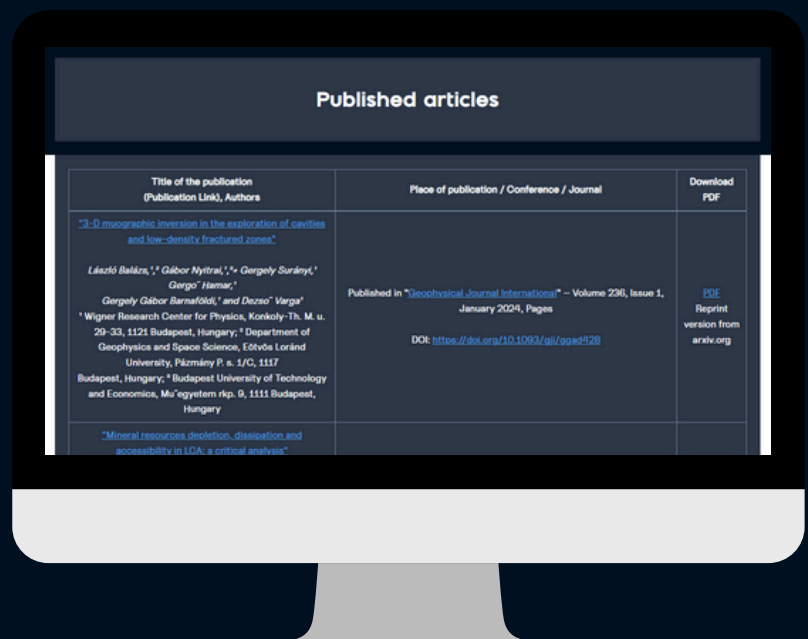 Published articles
Title of the publication
(Publication Link), Authors
Place of publication / Conference / Journal
Download
PDF
"3-D muographic inversion in the exploration of cavities
and low-density fractured zones"
László Balázs,¹,² Gábor Nyitrai,¹,³* Gergely Surányi,¹
Gergo˝ Hamar,¹
Gergely Gábor Barnaföldi,¹ and Dezso˝ Varga¹
¹ Wigner Research Center for Physics, Konkoly-Th. M. u.
29-33, 1121 Budapest, Hungary; ² Department of
Geophysics and Space Science, Eötvös Loránd
University, Pázmány P. s. 1/C, 1117
Budapest, Hungary; ³ Budapest University of Technology
and Economics, Mu˝egyetem rkp. 9, 1111 Budapest,
Hungary
Published in "Geophysical Journal International" – Volume 236, Issue 1,
January 2024, Pages
DOI: https://doi.org/10.1093/gji/ggad428
PDF
Reprint
version from
arxiv.org
"Mineral resources depletion, dissipation and
accessibility in LCA: a critical analysis"